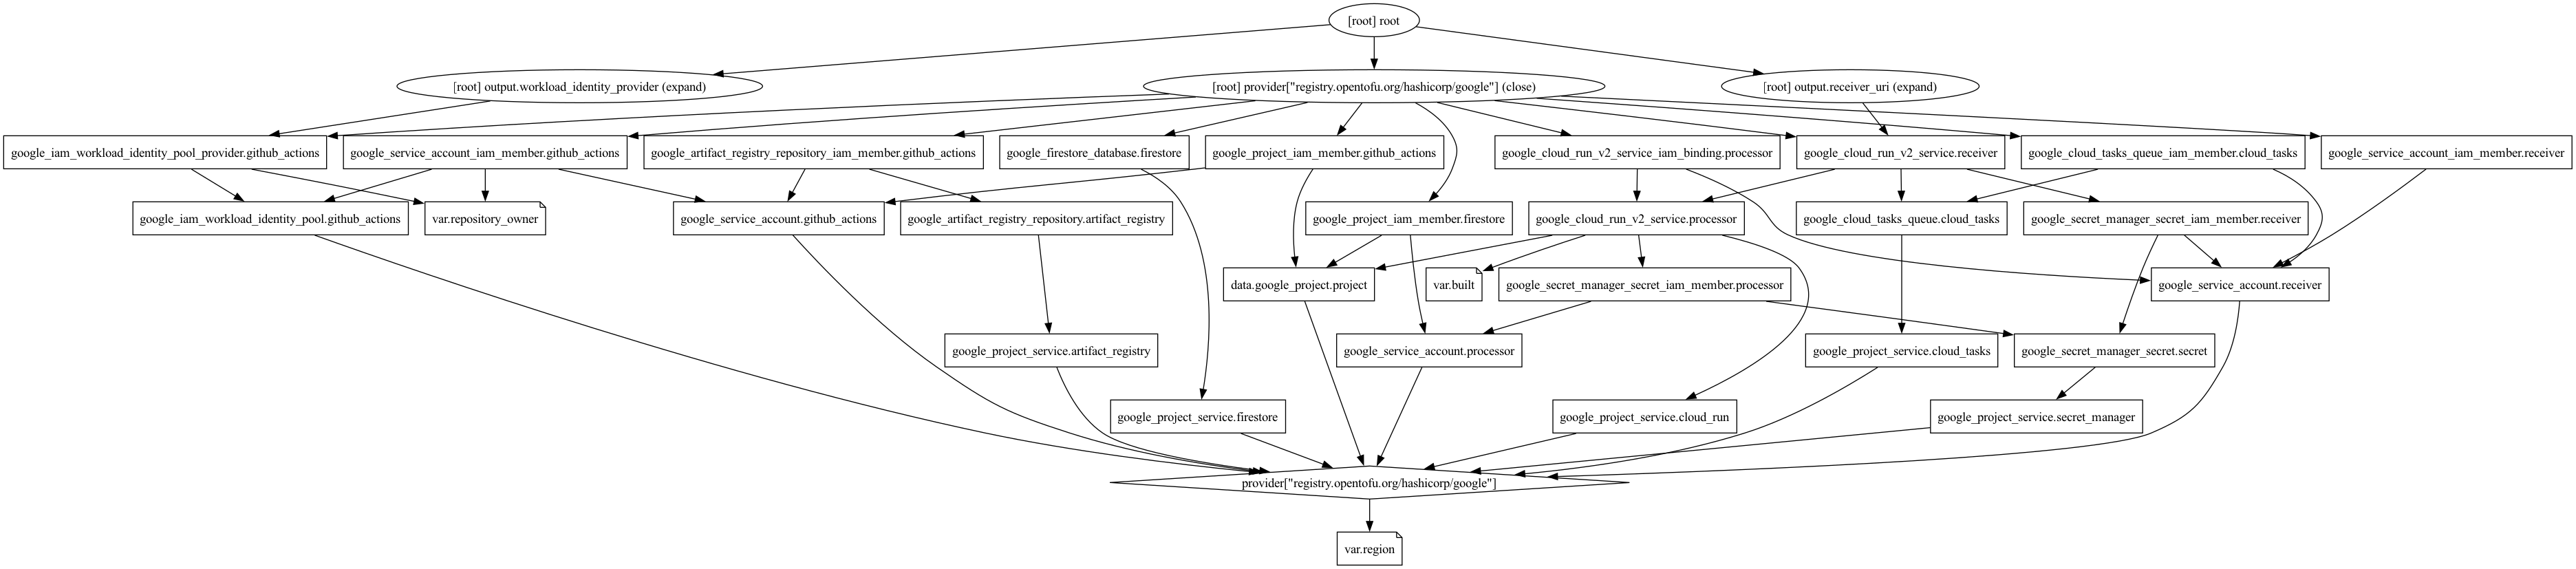 [root] root
[root] output.workload_identity_provider (expand)
[root] provider["registry.opentofu.org/hashicorp/google"] (close)
[root] output.receiver_uri (expand)
google_iam_workload_identity_pool_provider.github_actions
google_service_account_iam_member.github_actions
google_artifact_registry_repository_iam_member.github_actions
google_firestore_database.firestore
google_project_iam_member.github_actions
google_cloud_run_v2_service_iam_binding.processor
google_cloud_run_v2_service.receiver
google_cloud_tasks_queue_iam_member.cloud_tasks
google_service_account_iam_member.receiver
google_iam_workload_identity_pool.github_actions
var.repository_owner
google_service_account.github_actions
google_artifact_registry_repository.artifact_registry
google_project_iam_member.firestore
google_cloud_run_v2_service.processor
google_cloud_tasks_queue.cloud_tasks
google_secret_manager_secret_iam_member.receiver
data.google_project.project
var.built
google_secret_manager_secret_iam_member.processor
google_service_account.receiver
google_project_service.artifact_registry
google_service_account.processor
google_project_service.cloud_tasks
google_secret_manager_secret.secret
google_project_service.firestore
google_project_service.cloud_run
google_project_service.secret_manager
provider["registry.opentofu.org/hashicorp/google"]
var.region